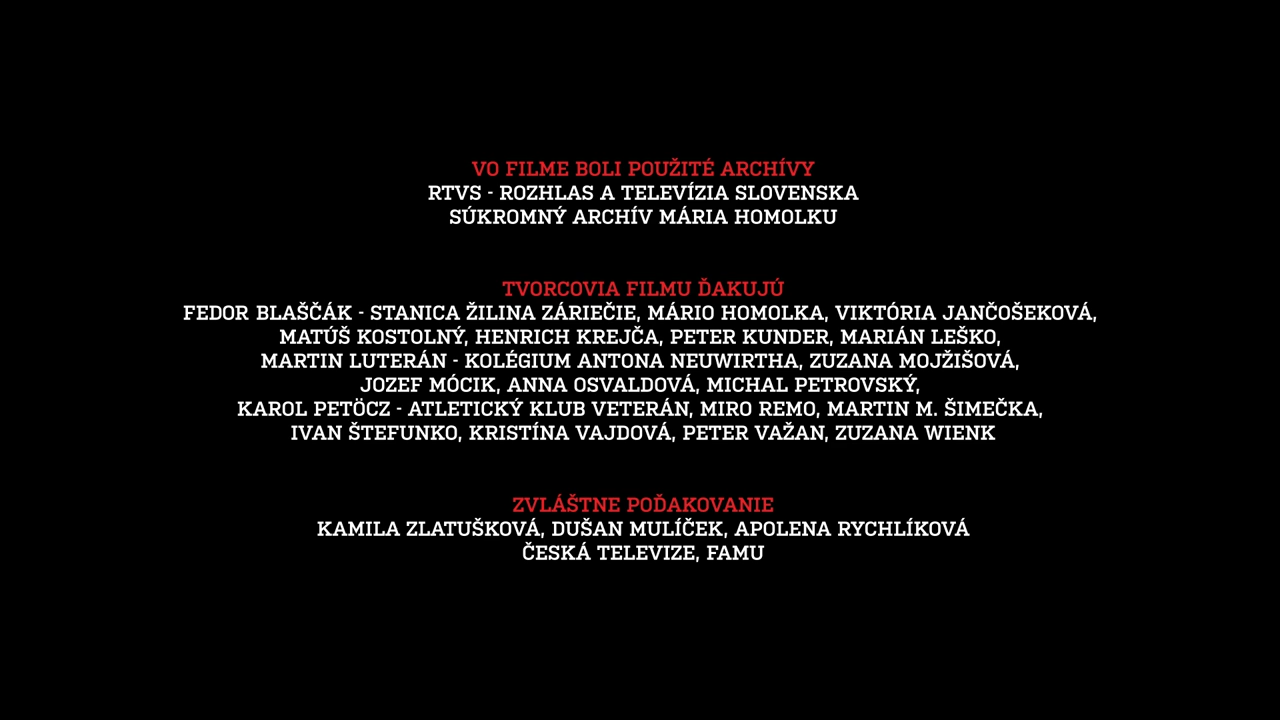 VO FILME BOLI POUŽITÉ ARCHÍVY
RTVS - ROZHLAS A TELEVÍZIA SLOVENSKA
SÚKROMNÝ ARCHÍV MÁRIA HOMOLKU
TVORCOVIA FILMU ĎAKUJÚ
FEDOR BLAŠČÁK - STANICA ŽILINA ZÁRIEČIE, MÁRIO HOMOLKA, VIKTÓRIA JANČOŠEKOVÁ,
MATÚŠ KOSTOLNÝ, HENRICH KREJČA, PETER KUNDER, MARIÁN LEŠKO,
MARTIN LUTERÁN - KOLÉGIUM ANTONA NEUWIRTHA, ZUZANA MOJŽIŠOVÁ,
JOZEF MÓCIK, ANNA OSVALDOVÁ, MICHAL PETROVSKÝ,
KAROL PETÖCZ - ATLETICKÝ KLUB VETERÁN, MIRO REMO, MARTIN M. ŠIMEČKA,
IVAN ŠTEFUNKO, KRISTÍNA VAJDOVÁ, PETER VAŽAN, ZUZANA WIENK
ZVLÁŠTNE POĎAKOVANIE
KAMILA ZLATUŠKOVÁ, DUŠAN MULÍČEK, APOLENA RYCHLÍKOVÁ
ČESKÁ TELEVIZE, FAMU